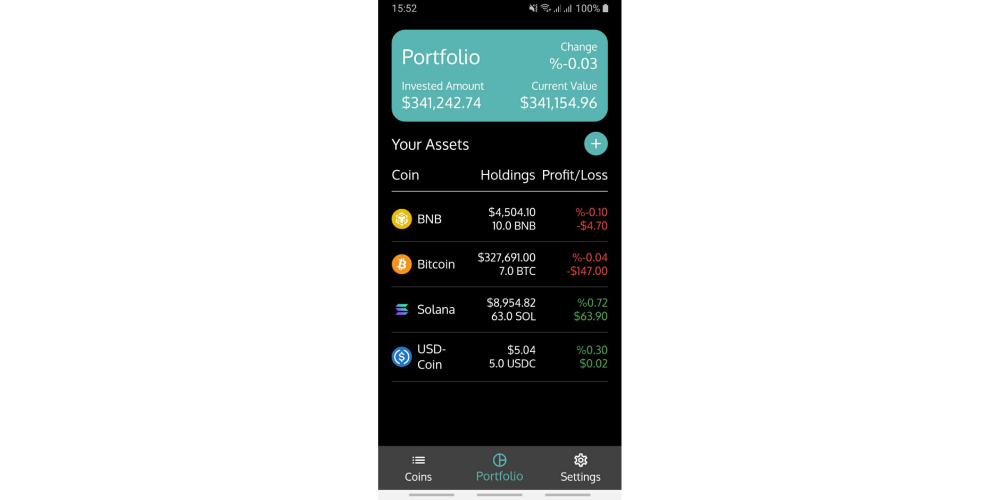 15:52 100%
Portfolio
Change
%-0.03
Invested Amount Current Value
$341,242.74 $341,154.96
Your Assets +
Coin Holdings Profit/Loss
BNB
$4,504.10 %-0.10
10.0 BNB -$4.70
Bitcoin
$327,691.00 %-0.04
7.0 BTC -$147.00
Solana
$8,954.82 %0.72
63.0 SOL $63.90
USD-
Coin
$5.04 %0.30
5.0 USDC $0.02
Coins Portfolio Settings